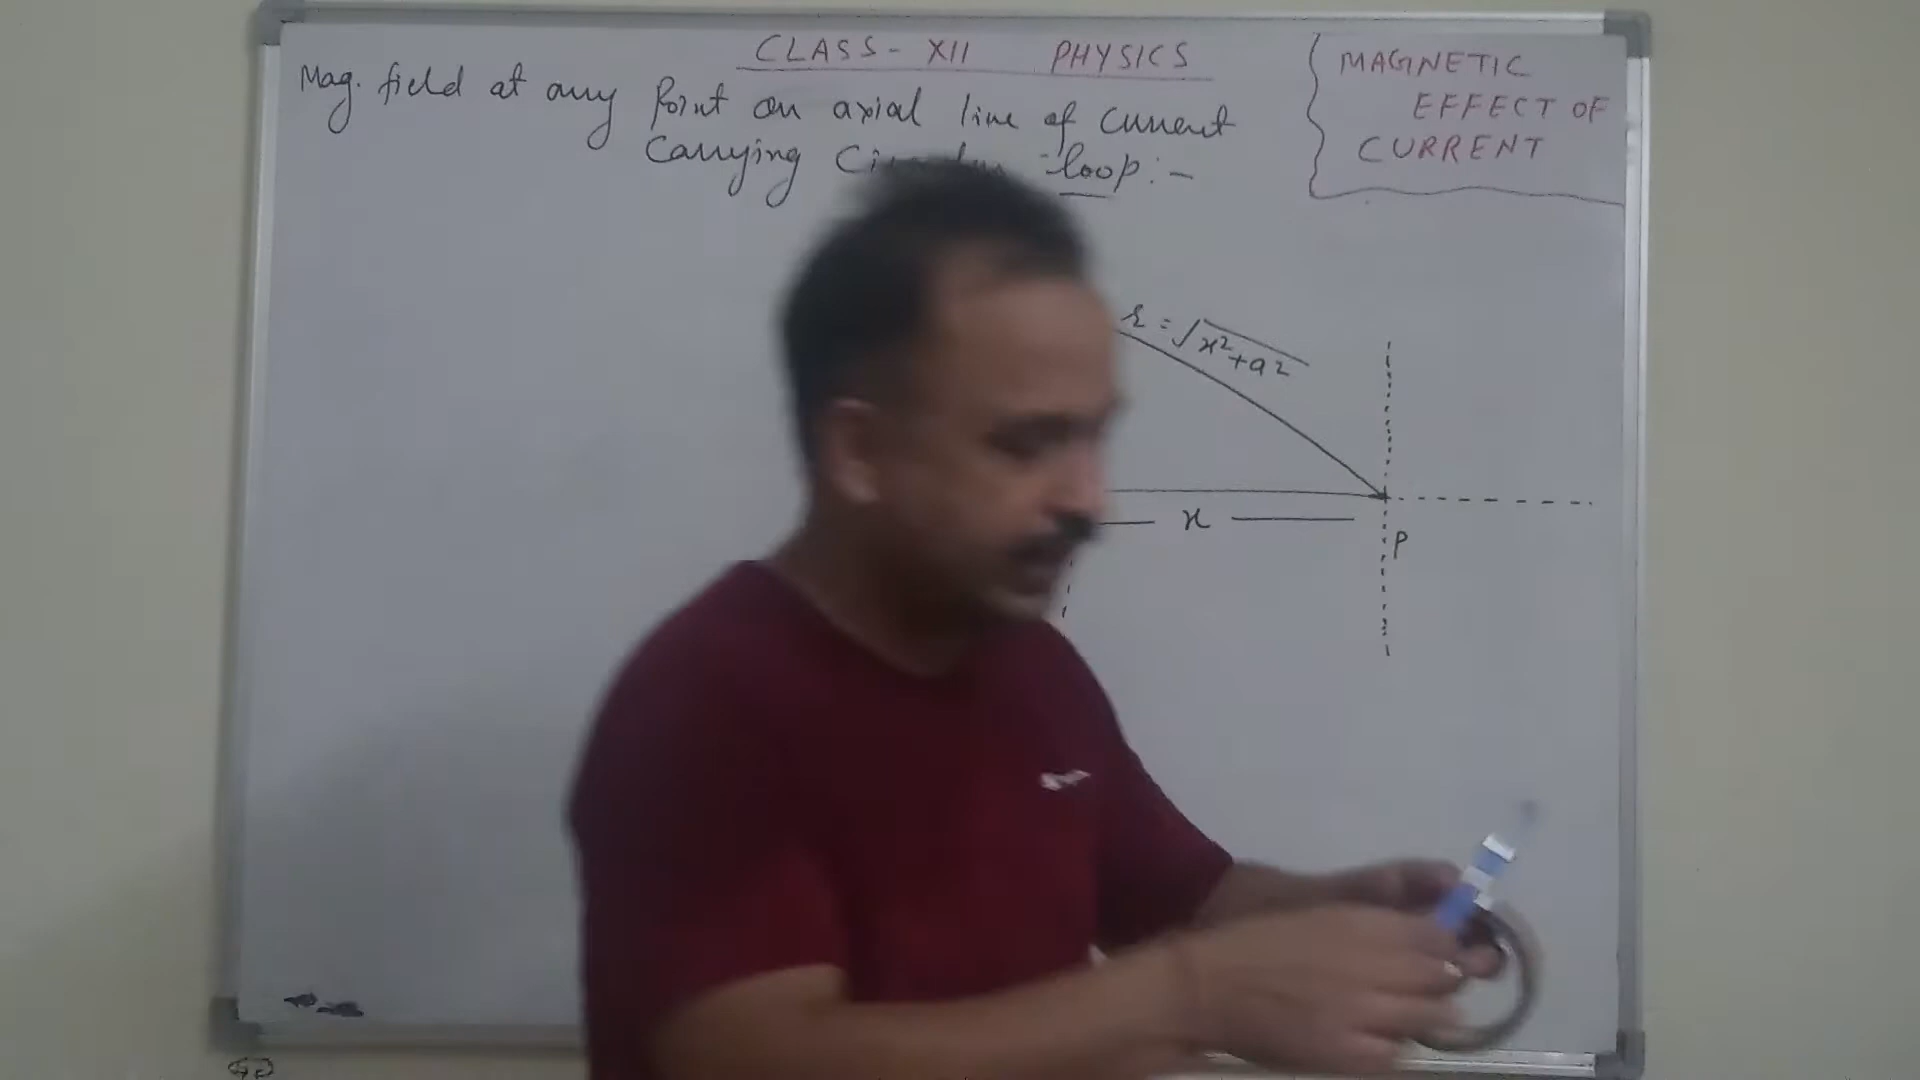 CLASS - XII PHYSICS
Mag. field at any Point on axial line of current
Carrying loop :-
MAGNETIC
EFFECT OF
CURRENT
r = √x²+a²
x
P